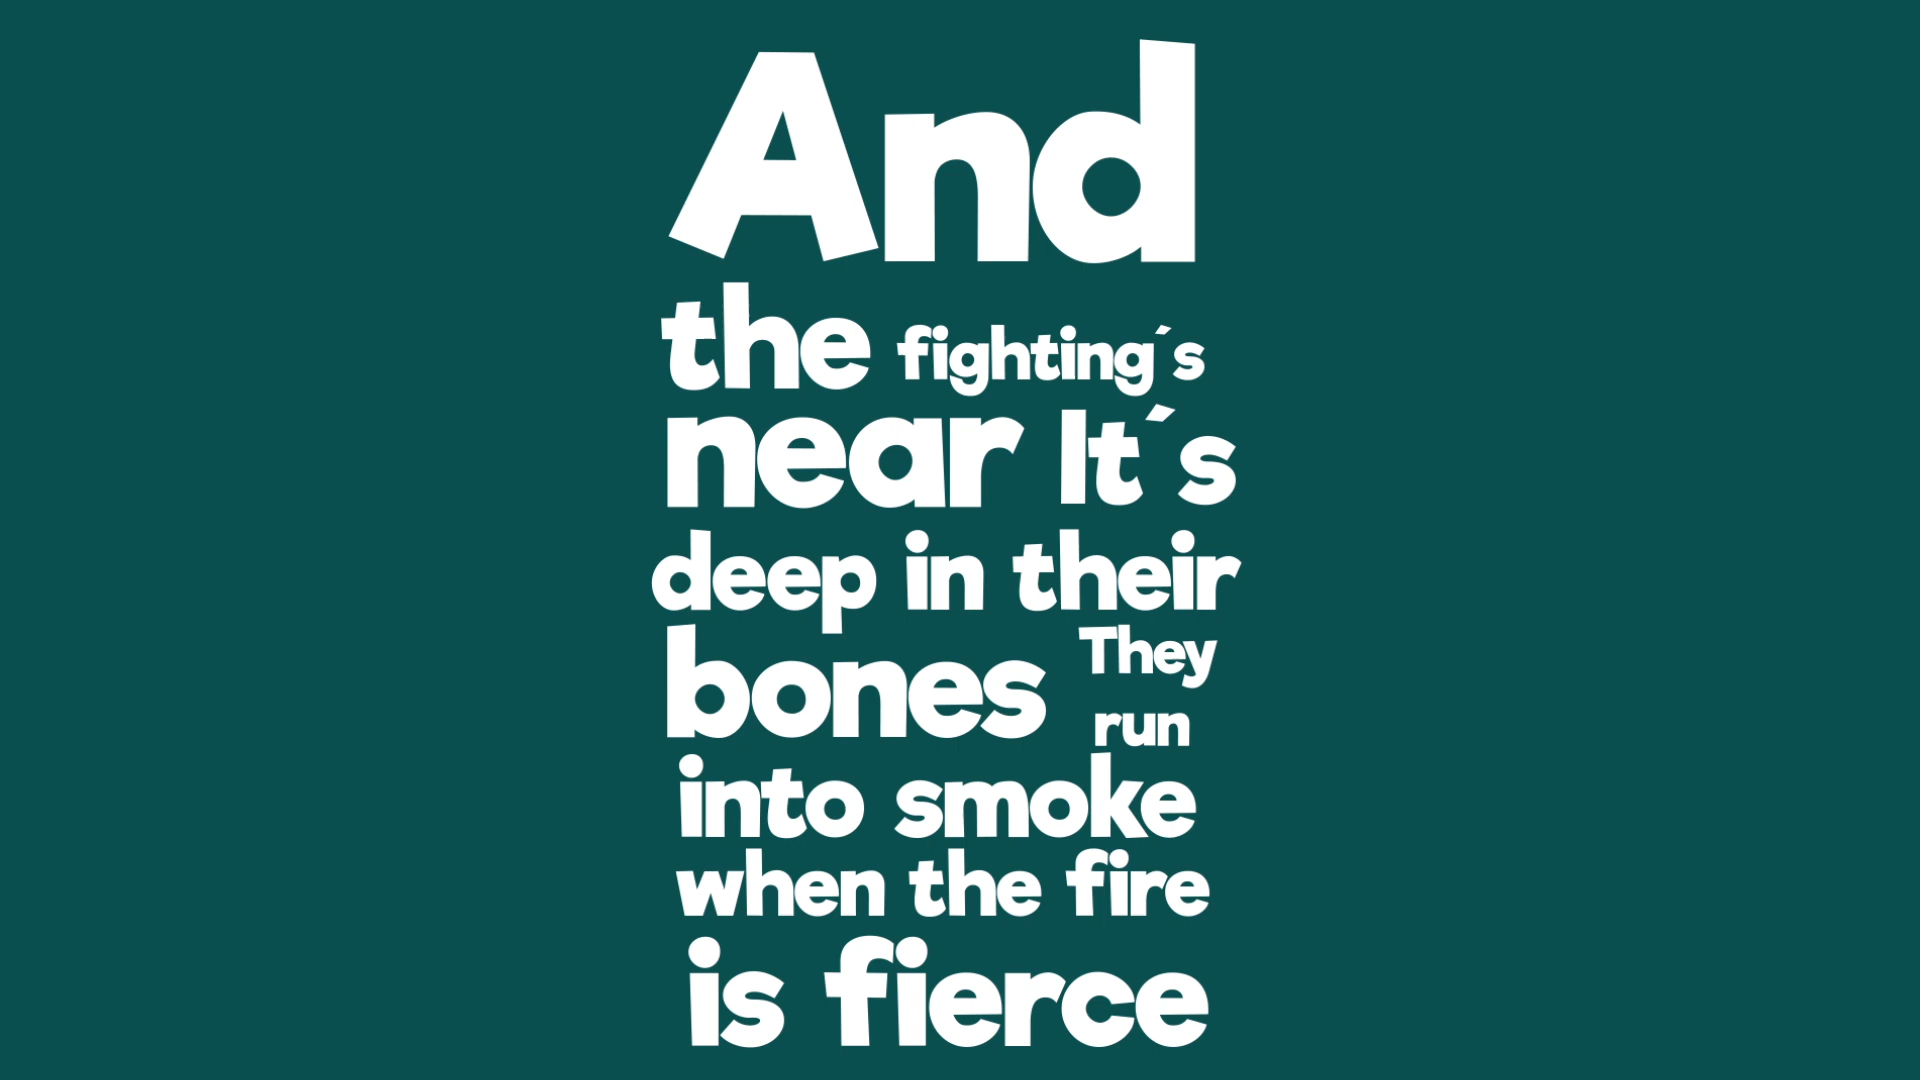 And
the fighting´s
near It´s
deep in their
bones They
run
into smoke
when the fire
is fierce